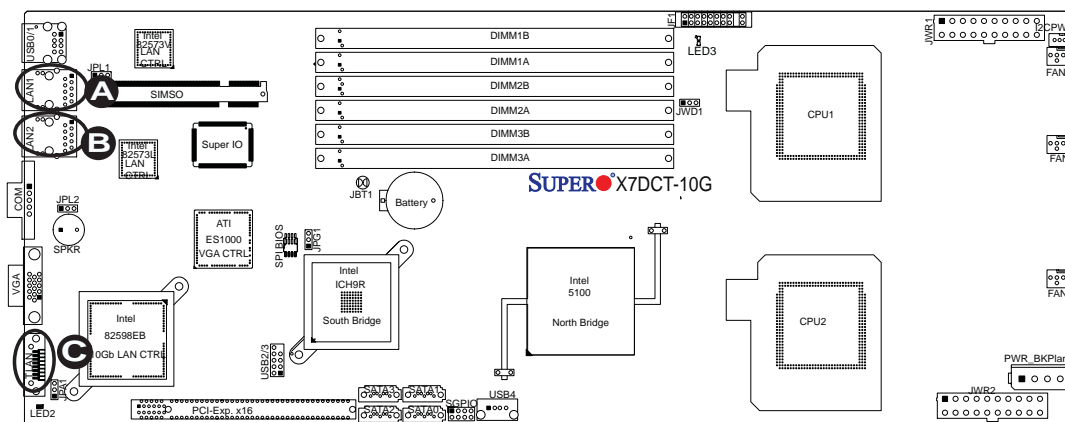 USB0/1
Intel
82573V
LAN
CTRL
JPL1
LAN1
A
SIMSO
LAN2
B
Intel
82573L
LAN
CTRL
Super IO
COM
JPL2
SPKR
VGA
ATI
ES1000
VGA CTRL
SPI BIOS
JPG1
Intel
82598EB
10Gb LAN CTRL
C
JPA1
LED2
Intel
ICH9R
South Bridge
USB2/3
PCI-Exp. x16
SATA3
SATA1
SATA2
SATA0
SGPIO
USB4
DIMM1B
DIMM1A
DIMM2B
DIMM2A
DIMM3B
DIMM3A
JBT1
Battery
SUPER X7DCT-10G
Intel
5100
North Bridge
JF1
LED3
JWD1
CPU1
CPU2
JWR1
I2CPW
FAN
FAN
FAN
PWR_BKPlan
JWR2